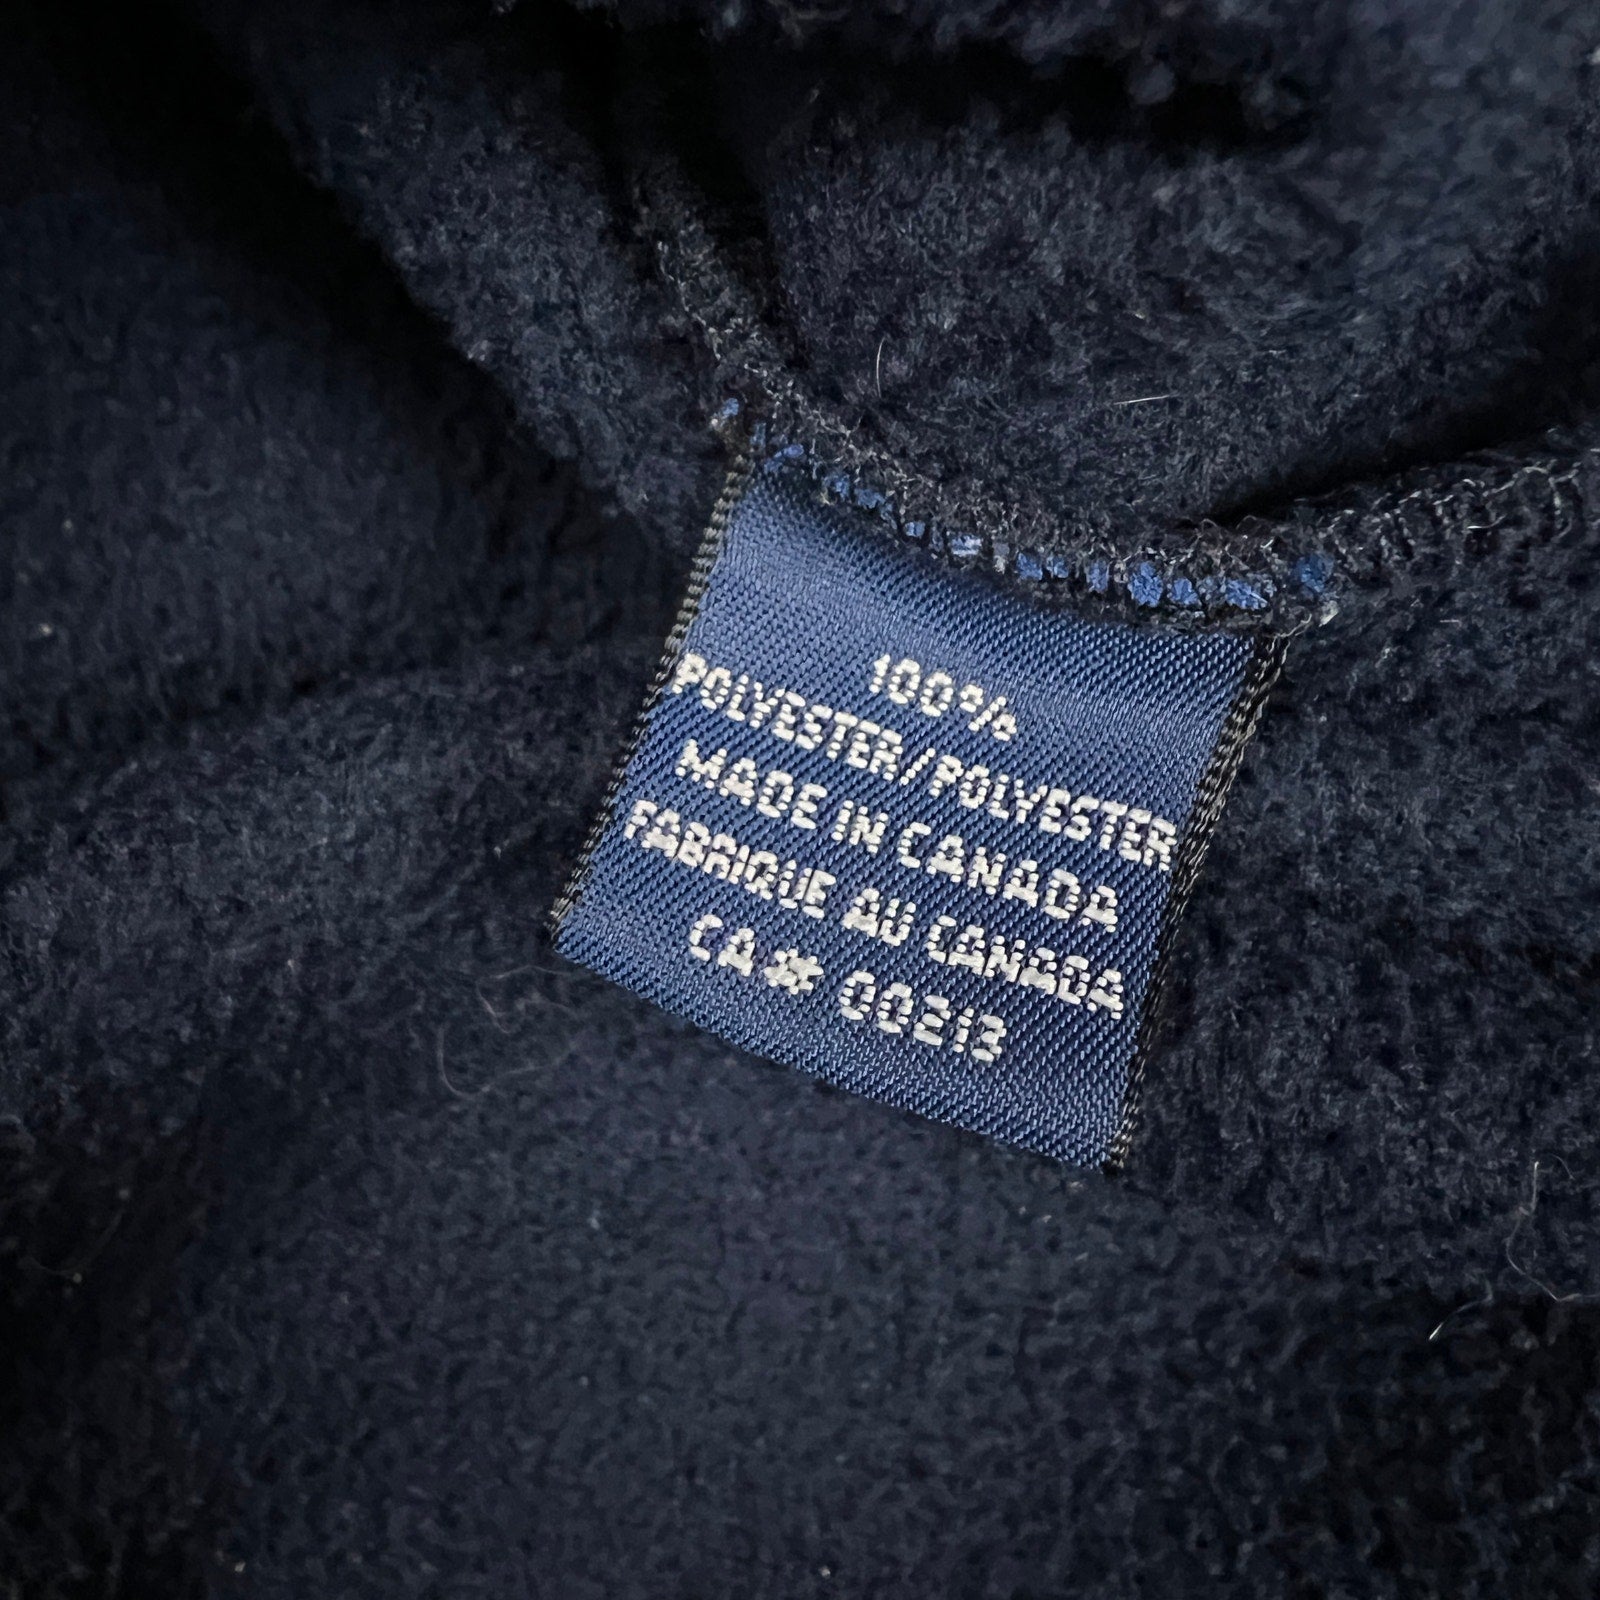 100%
POLYESTER/POLYESTER
MADE IN CANADA
FABRIQUE AU CANADA
CA* 00213